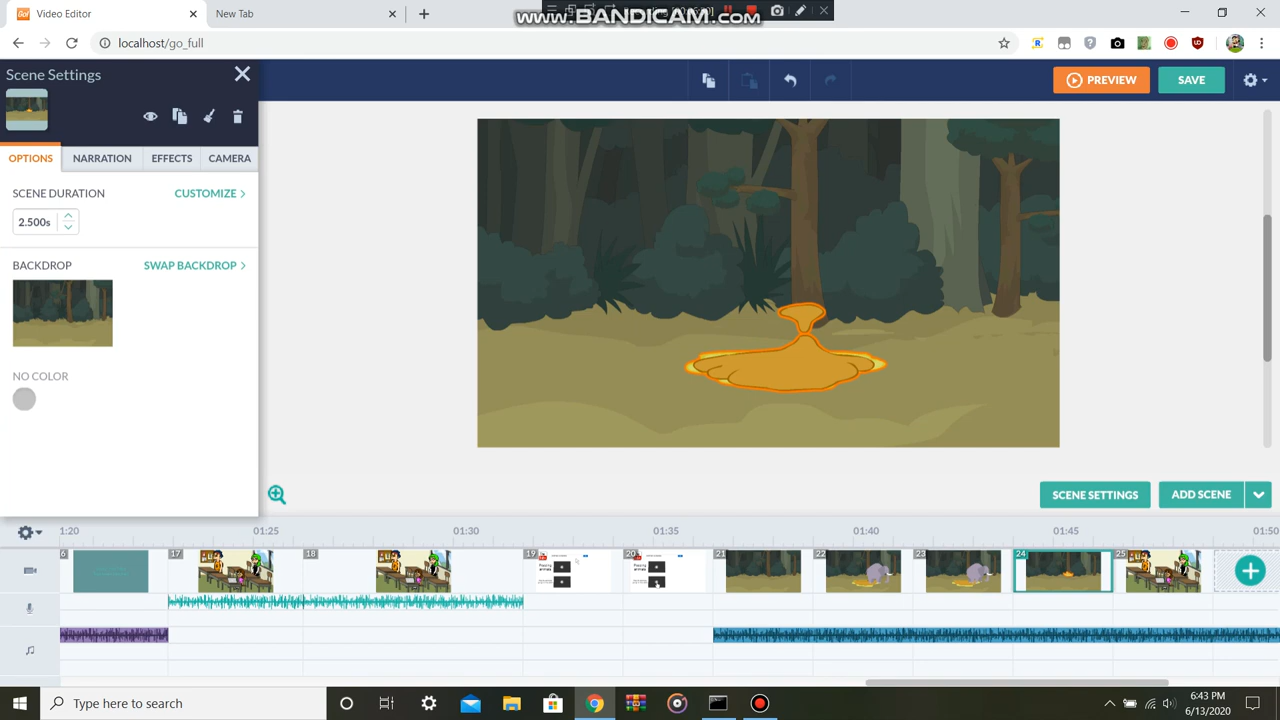 GO! Video Editor
New Tab
www.BANDICAM.com
localhost/go_full
Scene Settings
PREVIEW
SAVE
OPTIONS
NARRATION
EFFECTS
CAMERA
SCENE DURATION
CUSTOMIZE >
2.500s
BACKDROP
SWAP BACKDROP >
NO COLOR
SCENE SETTINGS
ADD SCENE
1:20
01:25
01:30
01:35
01:40
01:45
01:50
6
17
18
19
20
21
22
23
24
25
Type here to search
6:43 PM
6/13/2020